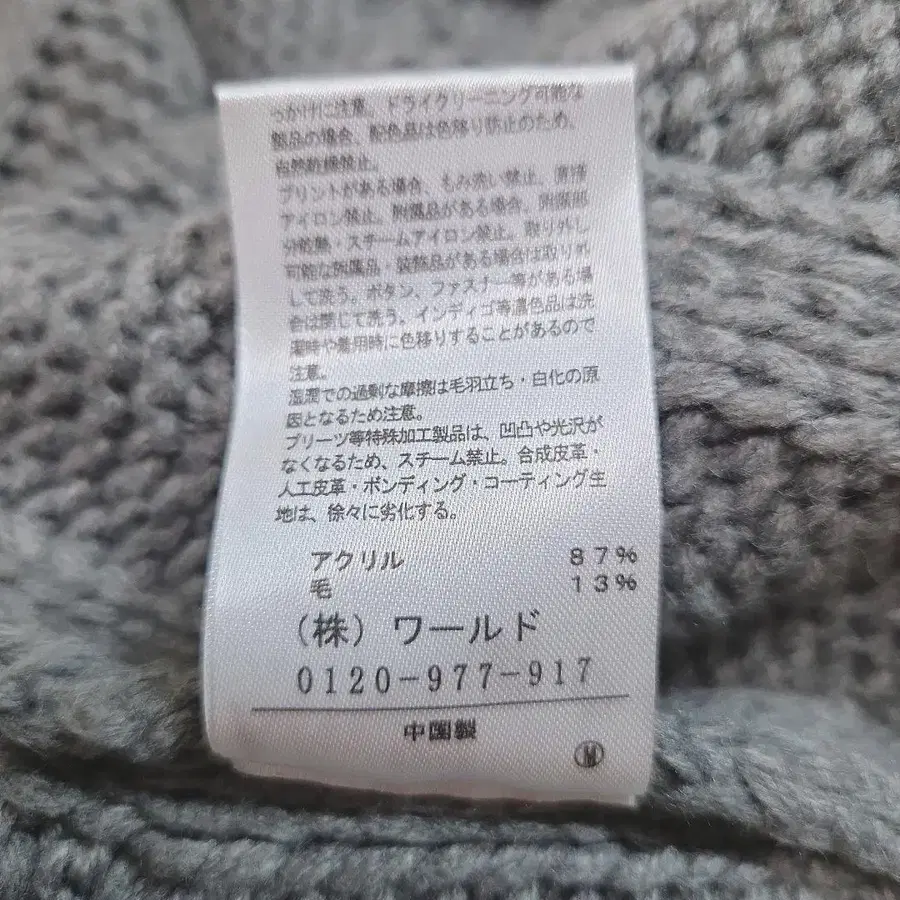 っかけに注意。ドライクリーニング可能な
製品の場合、配色品は色移り防止のため、
自然乾燥禁止。
プリントがある場合、もみ洗い禁止、直接
アイロン禁止。附属品がある場合、附属部
分乾熱・スチームアイロン禁止。取り外し
可能な附属品・装飾品がある場合は取り外
して洗う。ボタン、ファスナー等がある場
合は閉じて洗う。インディゴ等濃色品は洗
濯時や着用時に色移りすることがあるので
注意。
湿潤での過剰な摩擦は毛羽立ち・白化の原
因となるため注意。
プリーツ等特殊加工製品は、凹凸や光沢が
なくなるため、スチーム禁止。合成皮革・
人工皮革・ボンディング・コーティング生
地は、徐々に劣化する。
アクリル 87%
毛 13%
(株) ワールド
0120-977-917
中国製
M